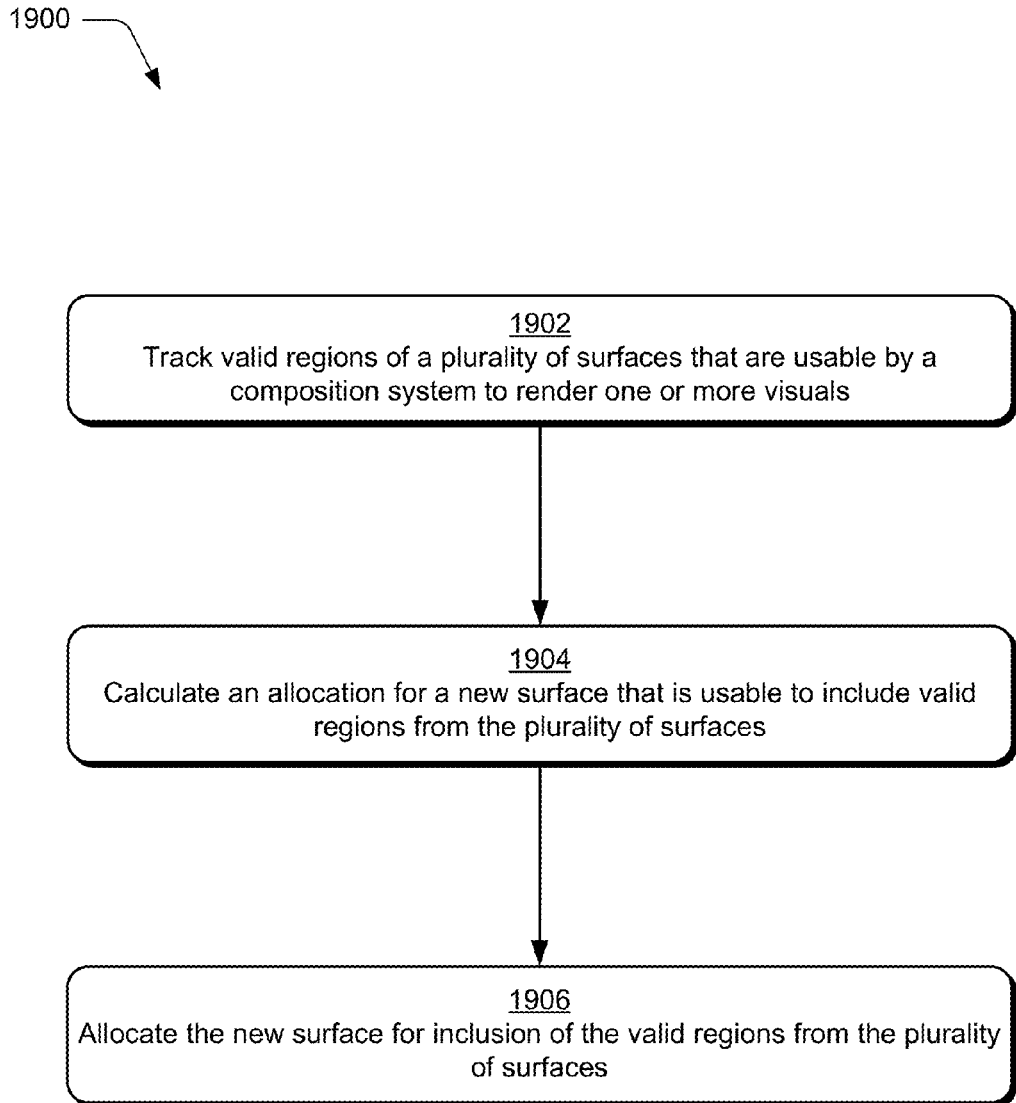 1900
1902
Track valid regions of a plurality of surfaces that are usable by a
composition system to render one or more visuals
1904
Calculate an allocation for a new surface that is usable to include valid
regions from the plurality of surfaces
1906
Allocate the new surface for inclusion of the valid regions from the plurality
of surfaces